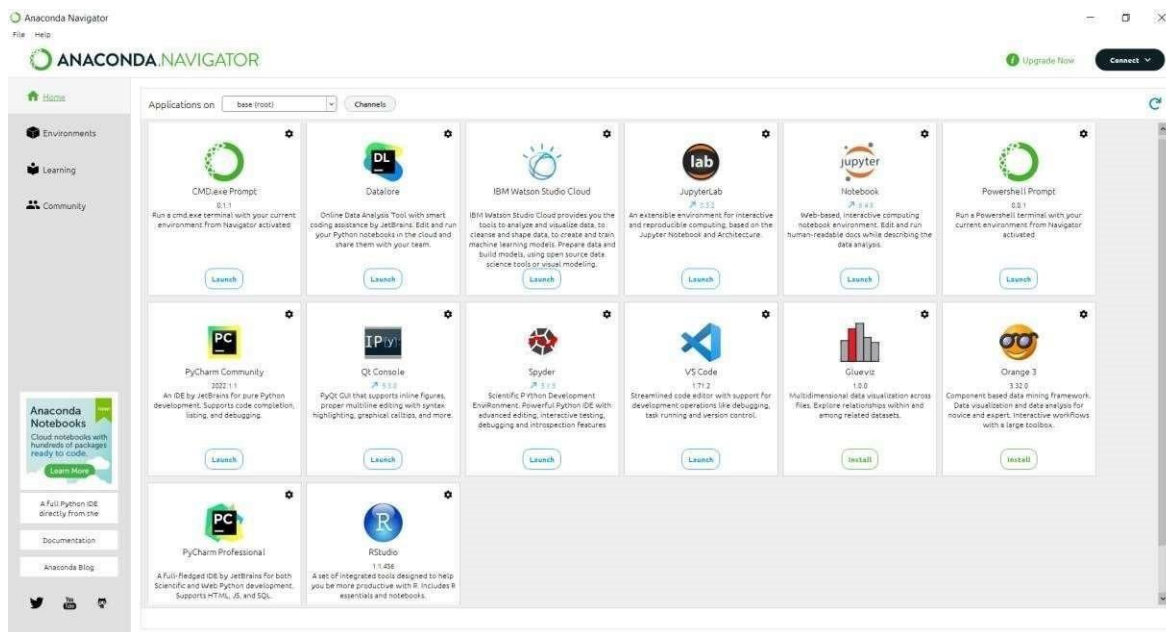 Anaconda Navigator
File Help
ANACONDA.NAVIGATOR
Upgrade Now
Connect
Home
Applications on base (root) Channels
Environments
Learning
Community
CMD.exe Prompt
0.1.1
Run a cmd.exe terminal with your current
environment from Navigator activated
Launch
DL
Datalore
Online Data Analysis Tool with smart
coding assistance by JetBrains. Edit and run
your Python notebooks in the cloud and
share them with your team.
Launch
IBM Watson Studio Cloud
IBM Watson Studio Cloud provides you the
tools to analyze and visualize data, to
cleanse and shape data, to create and train
machine learning models. Prepare data and
build models, using open source data
science tools or visual modeling.
Launch
lab
JupyterLab
An extensible environment for interactive
and reproducible computing, based on the
Jupyter Notebook and Architecture.
Launch
jupyter
Notebook
Web-based, interactive computing
notebook environment. Edit and run
human-readable docs while describing the
data analysis.
Launch
Powershell Prompt
0.0.1
Run a Powershell terminal with your
current environment from Navigator
activated
Launch
PC
PyCharm Community
2022.1.1
An IDE by JetBrains for pure Python
development. Supports code completion,
listing, and debugging.
Launch
IP[y]:
Qt Console
PyQt GUI that supports inline figures,
proper multiline editing with syntax
highlighting, graphical calltips, and more.
Launch
Spyder
Scientific PYthon Development
EnviRonment. Powerful Python IDE with
advanced editing, interactive testing,
debugging and introspection features
Launch
VS Code
1.71.2
Streamlined code editor with support for
development operations like debugging,
task running and version control.
Launch
Glueviz
1.0.0
Multidimensional data visualization across
files. Explore relationships within and
among related datasets.
Install
Orange 3
3.32.0
Component based data mining framework.
Data visualization and data analysis for
novice and expert. Interactive workflows
with a large toolbox.
Install
PC
PyCharm Professional
A full-fledged IDE by JetBrains for both
Scientific and Web Python development.
Supports HTML, JS, and SQL.
R
RStudio
1.1.456
A set of integrated tools designed to help
you be more productive with R. Includes R
essentials and notebooks.
Anaconda
Notebooks
Cloud notebooks with
hundreds of packages
ready to code.
Learn More
A full Python IDE
directly from the
Documentation
Anaconda Blog
You
Tube